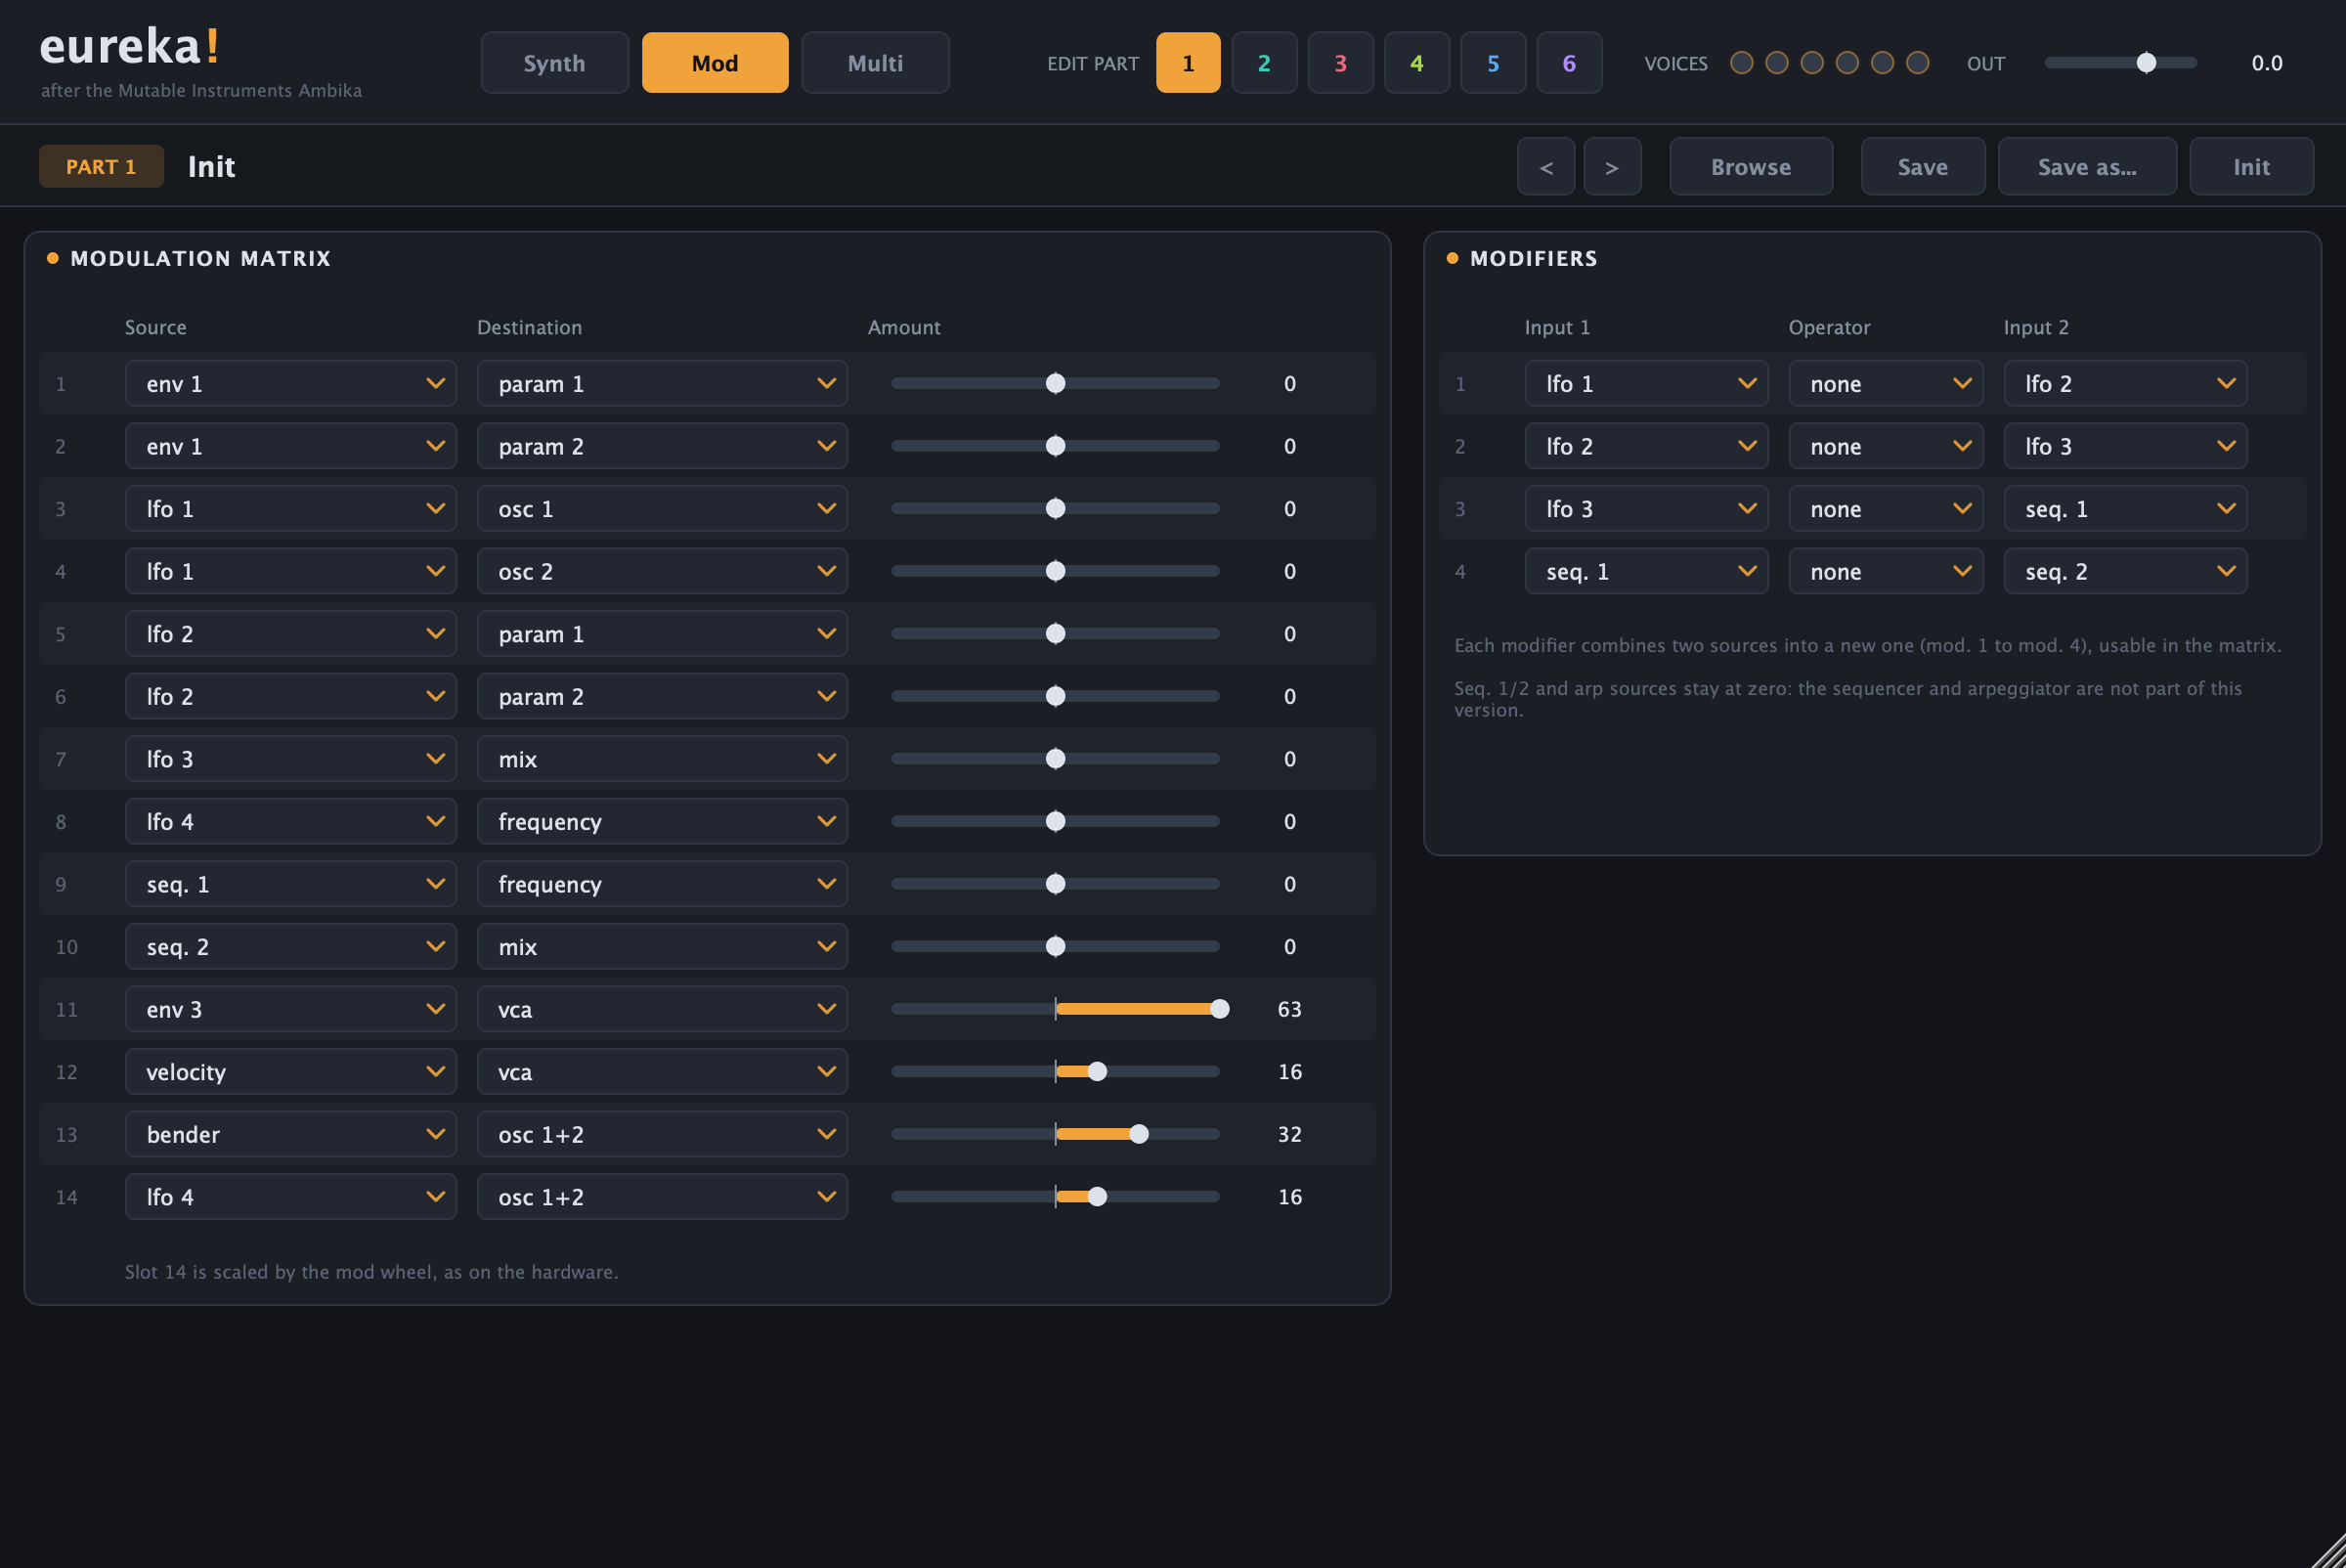 eureka!
after the Mutable Instruments Ambika
Synth Mod Multi
EDIT PART 1 2 3 4 5 6
VOICES
OUT 0.0
PART 1 Init
< > Browse Save Save as... Init
MODULATION MATRIX
Source Destination Amount
1 env 1 param 1 0
2 env 1 param 2 0
3 lfo 1 osc 1 0
4 lfo 1 osc 2 0
5 lfo 2 param 1 0
6 lfo 2 param 2 0
7 lfo 3 mix 0
8 lfo 4 frequency 0
9 seq. 1 frequency 0
10 seq. 2 mix 0
11 env 3 vca 63
12 velocity vca 16
13 bender osc 1+2 32
14 lfo 4 osc 1+2 16
Slot 14 is scaled by the mod wheel, as on the hardware.
MODIFIERS
Input 1 Operator Input 2
1 lfo 1 none lfo 2
2 lfo 2 none lfo 3
3 lfo 3 none seq. 1
4 seq. 1 none seq. 2
Each modifier combines two sources into a new one (mod. 1 to mod. 4), usable in the matrix.
Seq. 1/2 and arp sources stay at zero: the sequencer and arpeggiator are not part of this
version.